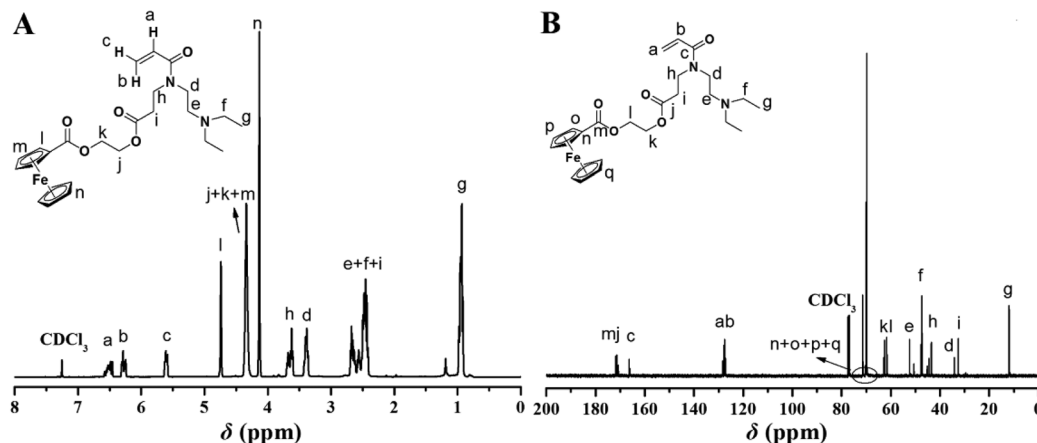 A
a
c
H
H
H
b
O
N
d
h
e
f
N
g
O
i
O
l
k
O
O
j
m
Fe
n
n
j+k+m
g
l
e+f+i
h
d
CDCl3
a
b
c
8 7 6 5 4 3 2 1 0
δ (ppm)
B
b
a
O
c
N
d
h
e
f
N
g
O
i
O
l
j
o
p
m
O
O
n
k
Fe
q
f
CDCl3
g
mj
c
ab
kl
e
h
i
d
n+o+p+q
200 180 160 140 120 100 80 60 40 20 0
δ (ppm)